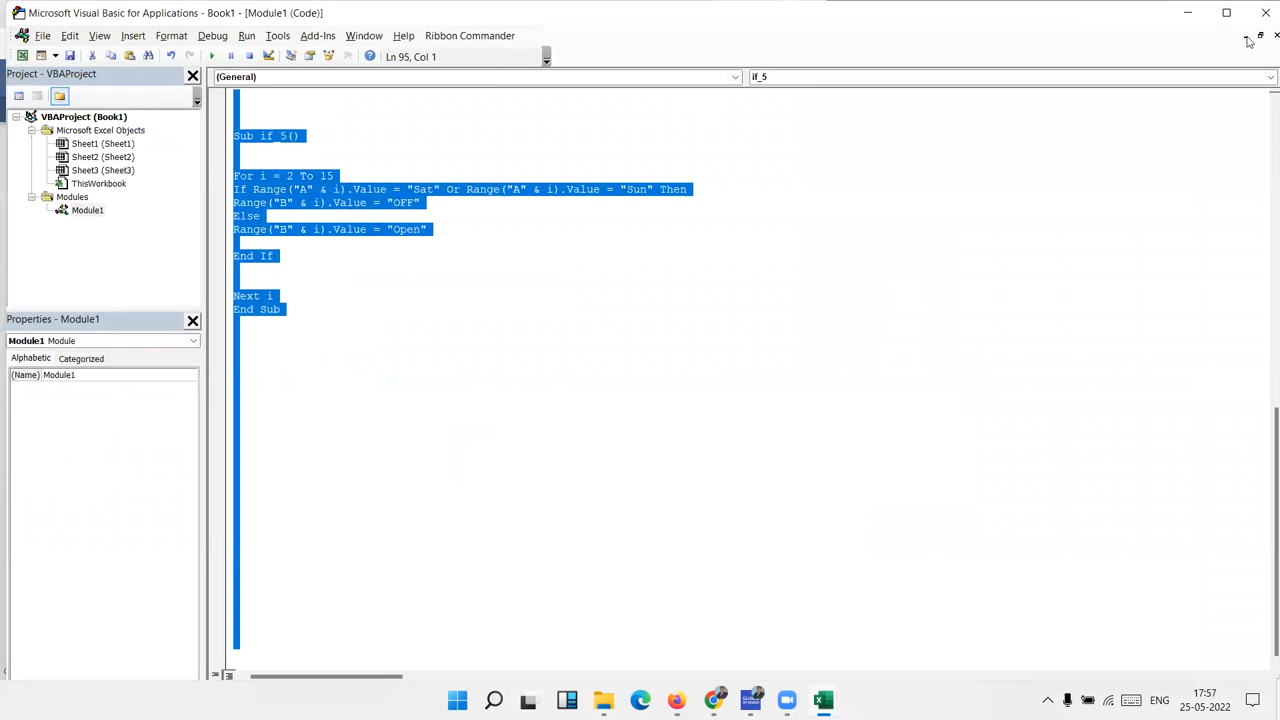 Microsoft Visual Basic for Applications - Book1 - [Module1 (Code)]
File Edit View Insert Format Debug Run Tools Add-Ins Window Help Ribbon Commander
Ln 95, Col 1
Project - VBAProject
(General)
if_5
VBAProject (Book1)
Microsoft Excel Objects
Sheet1 (Sheet1)
Sheet2 (Sheet2)
Sheet3 (Sheet3)
ThisWorkbook
Modules
Module1
Properties - Module1
Module1 Module
Alphabetic Categorized
(Name) Module1
Sub if_5()
For i = 2 To 15
If Range("A" & i).Value = "Sat" Or Range("A" & i).Value = "Sun" Then
Range("B" & i).Value = "OFF"
Else
Range("B" & i).Value = "Open"
End If
Next i
End Sub
ENG
17:57
25-05-2022